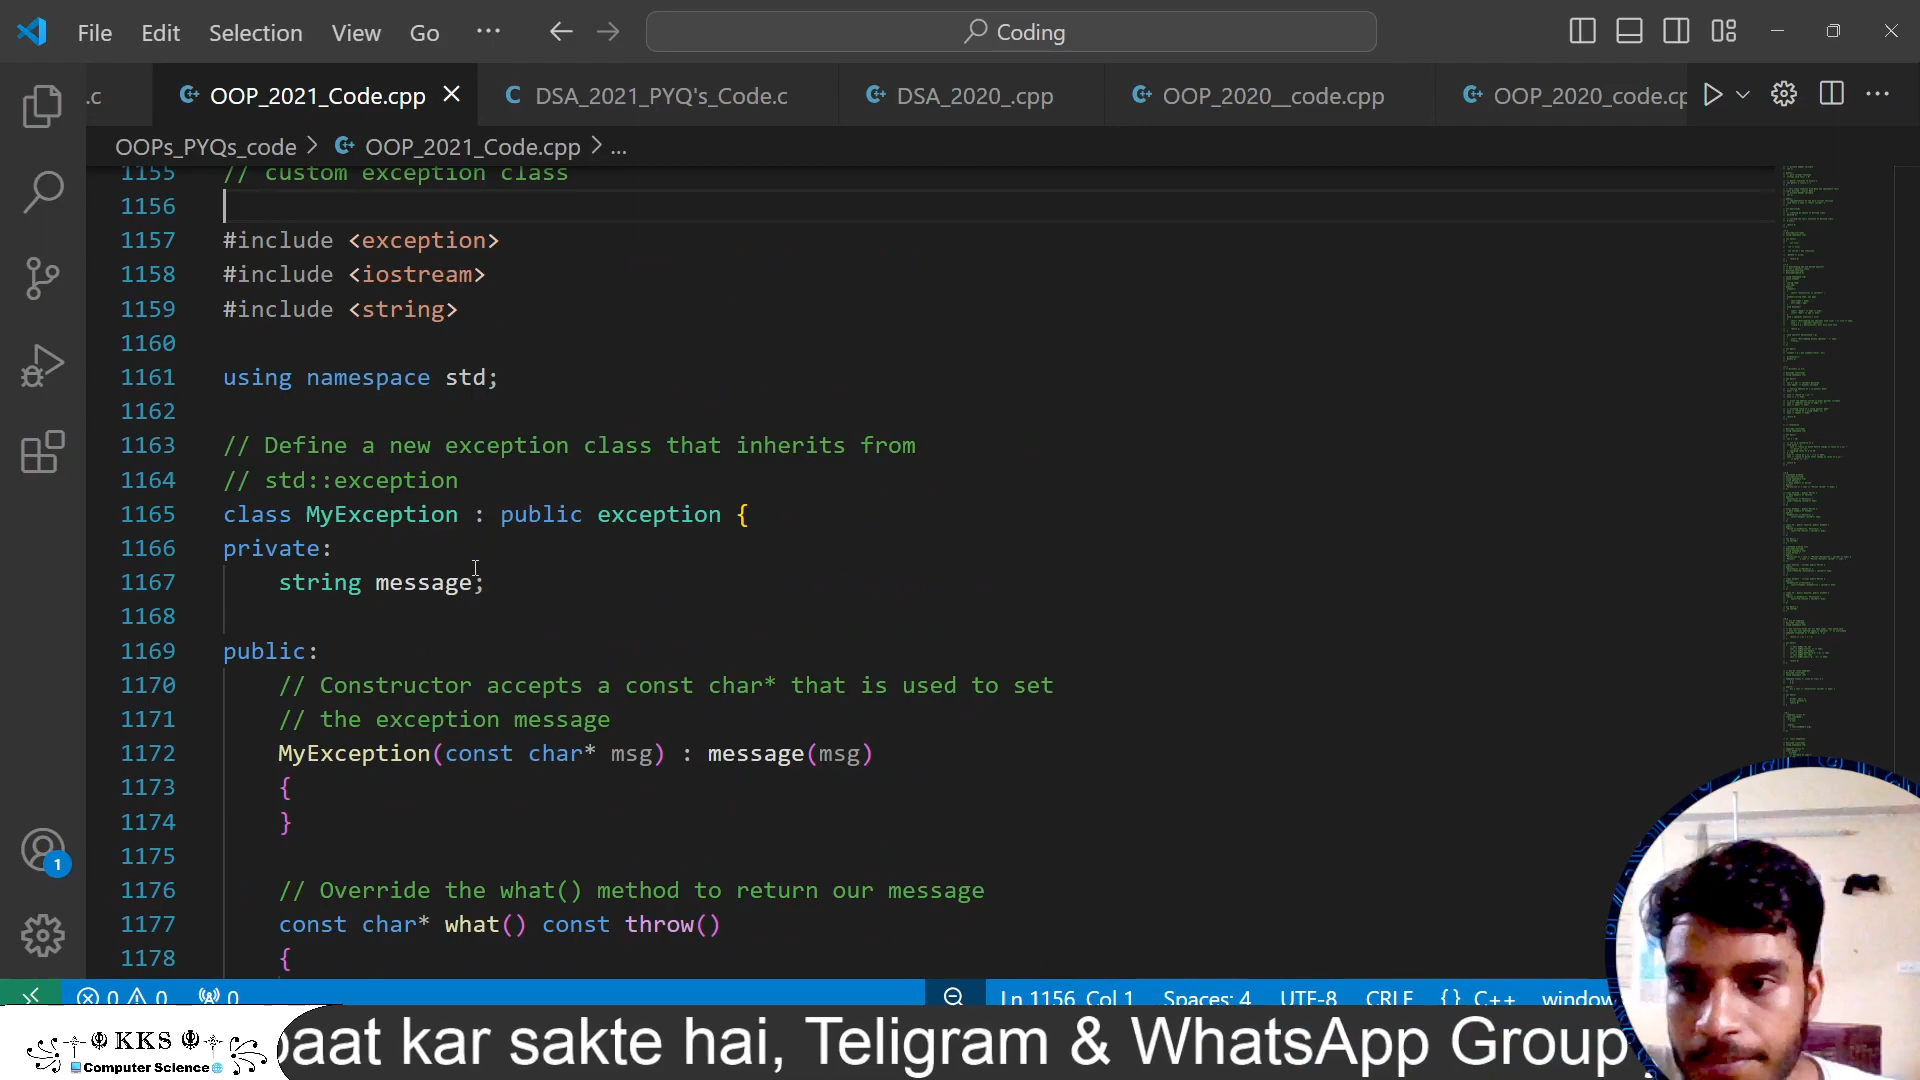 File Edit Selection View Go ··· Coding
.c OOP_2021_Code.cpp DSA_2021_PYQ's_Code.c DSA_2020_.cpp OOP_2020__code.cpp OOP_2020_code.cp
OOPs_PYQs_code > OOP_2021_Code.cpp > ...
1155 // custom exception class
1156
1157 #include <exception>
1158 #include <iostream>
1159 #include <string>
1160
1161 using namespace std;
1162
1163 // Define a new exception class that inherits from
1164 // std::exception
1165 class MyException : public exception {
1166 private:
1167 string message;
1168
1169 public:
1170 // Constructor accepts a const char* that is used to set
1171 // the exception message
1172 MyException(const char* msg) : message(msg)
1173 {
1174 }
1175
1176 // Override the what() method to return our message
1177 const char* what() const throw()
1178 {
1
0 0 0 Ln 1156 Col 1 Spaces: 4 UTF-8 CRLF {} C++ window
KKS
Computer Science
baat kar sakte hai, Teligram & WhatsApp Group